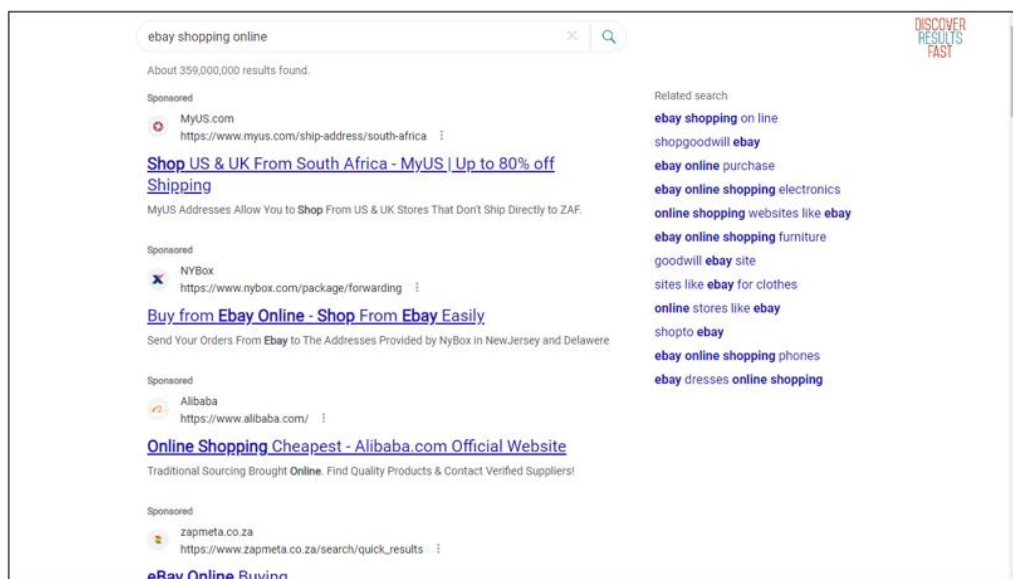 ebay shopping online
DISCOVER
RESULTS
FAST
About 359,000,000 results found.
Sponsored
MyUS.com
https://www.myus.com/ship-address/south-africa
Shop US & UK From South Africa - MyUS | Up to 80% off
Shipping
MyUS Addresses Allow You to Shop From US & UK Stores That Don't Ship Directly to ZAF.
Sponsored
NYBox
https://www.nybox.com/package/forwarding
Buy from Ebay Online - Shop From Ebay Easily
Send Your Orders From Ebay to The Addresses Provided by NyBox in NewJersey and Delawere
Sponsored
Alibaba
https://www.alibaba.com/
Online Shopping Cheapest - Alibaba.com Official Website
Traditional Sourcing Brought Online. Find Quality Products & Contact Verified Suppliers!
Sponsored
zapmeta.co.za
https://www.zapmeta.co.za/search/quick_results
eBay Online Buying
Related search
ebay shopping on line
shopgoodwill ebay
ebay online purchase
ebay online shopping electronics
online shopping websites like ebay
ebay online shopping furniture
goodwill ebay site
sites like ebay for clothes
online stores like ebay
shopto ebay
ebay online shopping phones
ebay dresses online shopping